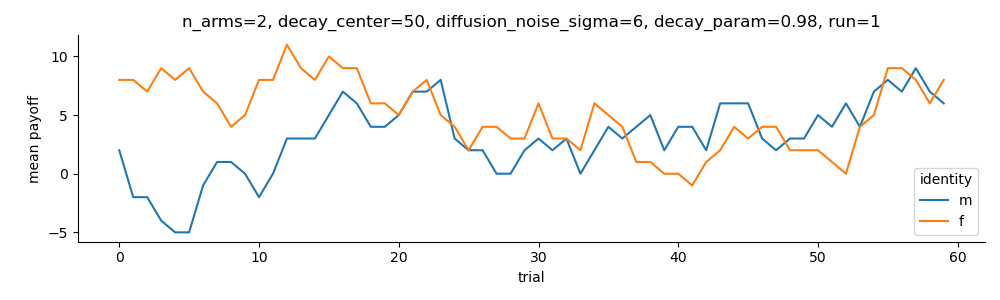 n_arms=2, decay_center=50, diffusion_noise_sigma=6, decay_param=0.98, run=1
mean payoff
10
5
0
−5
identity
m
f
0 10 20 30 40 50 60
trial